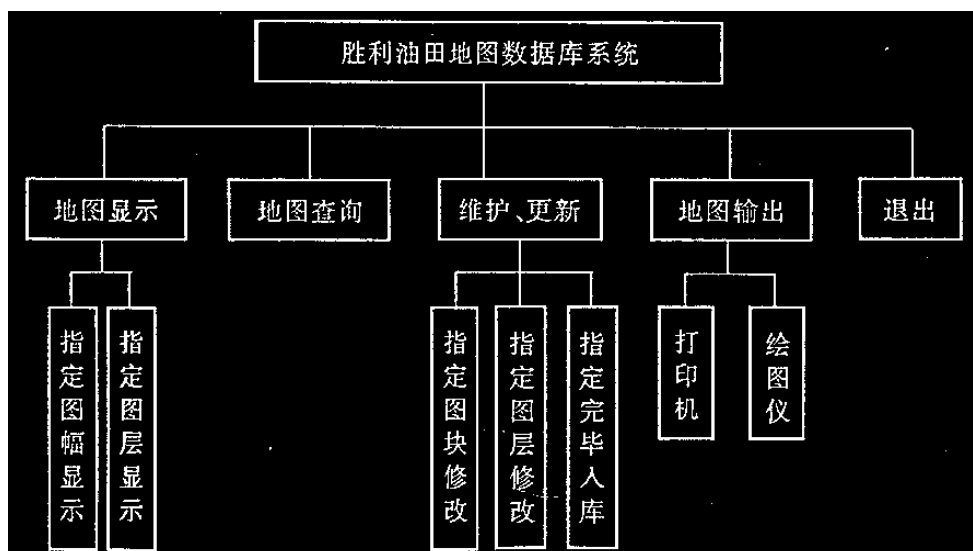 胜利油田地图数据库系统
地图显示
地图查询
维护、更新
地图输出
退出
指定图幅显示
指定图层显示
指定图块修改
指定图层修改
指定完毕入库
打印机
绘图仪